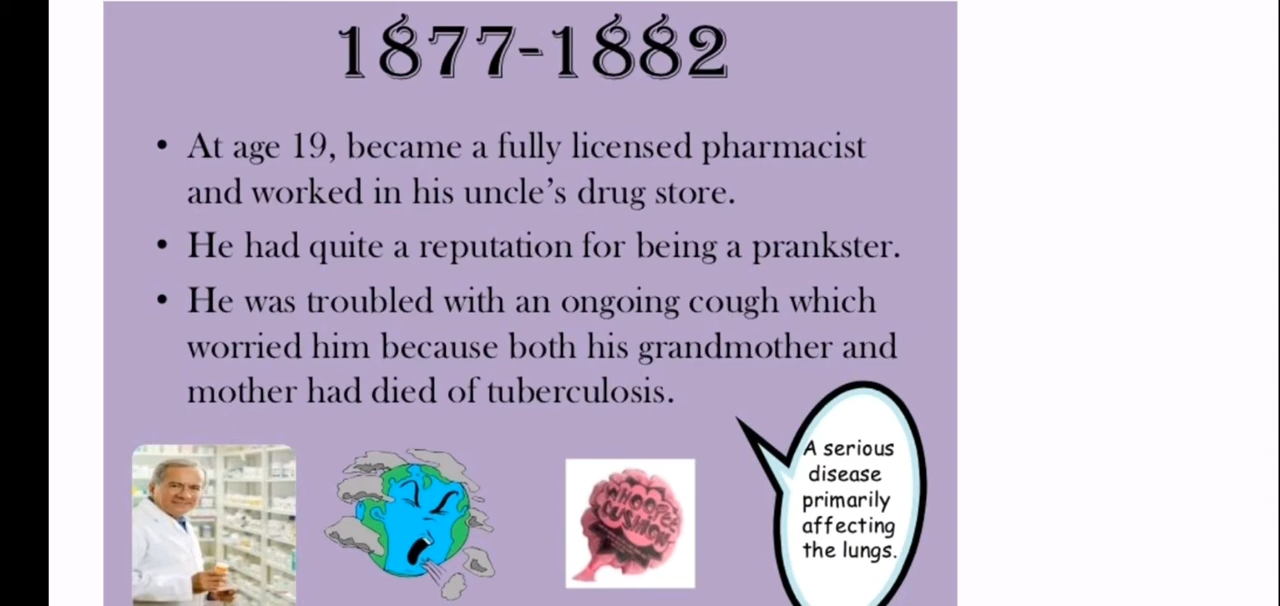 1877-1882
• At age 19, became a fully licensed pharmacist
and worked in his uncle’s drug store.
• He had quite a reputation for being a prankster.
• He was troubled with an ongoing cough which
worried him because both his grandmother and
mother had died of tuberculosis.
A serious
disease
primarily
affecting
the lungs.
WHOOPEE
CUSHION